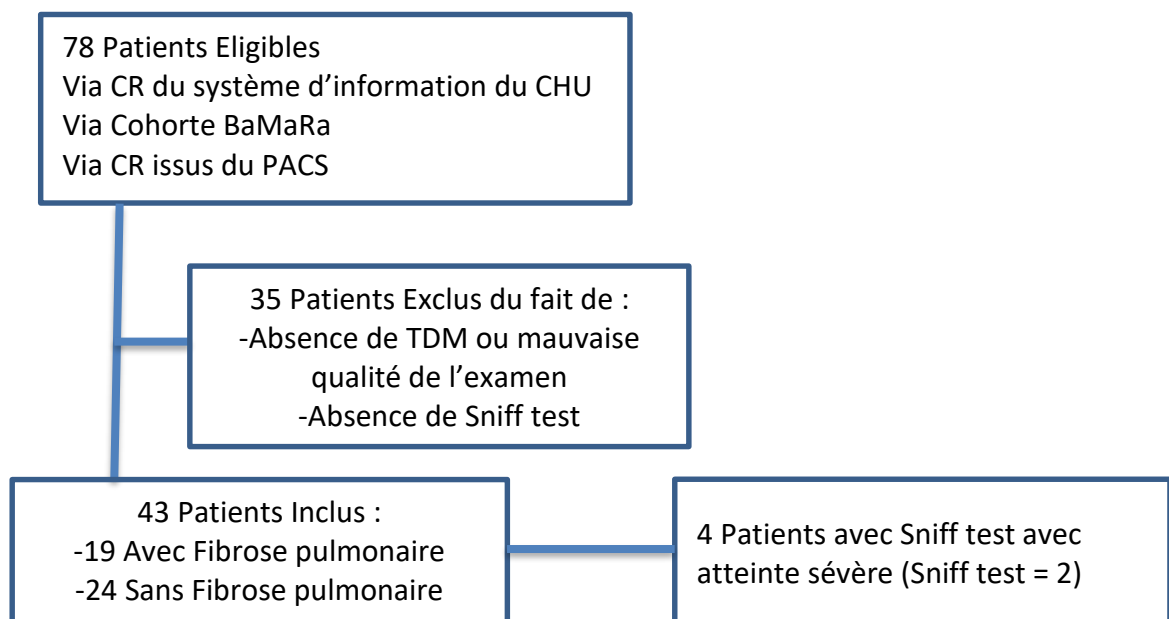 78 Patients Eligibles
Via CR du système d’information du CHU
Via Cohorte BaMaRa
Via CR issus du PACS
35 Patients Exclus du fait de :
-Absence de TDM ou mauvaise
qualité de l’examen
-Absence de Sniff test
43 Patients Inclus :
-19 Avec Fibrose pulmonaire
-24 Sans Fibrose pulmonaire
4 Patients avec Sniff test avec
atteinte sévère (Sniff test = 2)